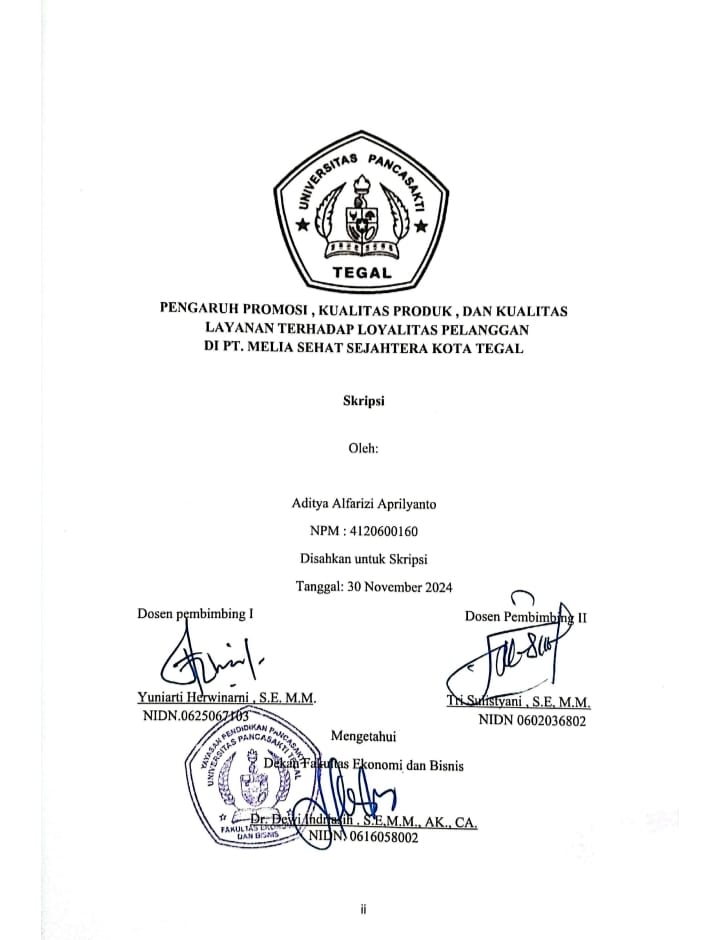 UNIVERSITAS PANCASAKTI
TEGAL
PENGARUH PROMOSI , KUALITAS PRODUK , DAN KUALITAS
LAYANAN TERHADAP LOYALITAS PELANGGAN
DI PT. MELIA SEHAT SEJAHTERA KOTA TEGAL
Skripsi
Oleh:
Aditya Alfarizi Aprilyanto
NPM : 4120600160
Disahkan untuk Skripsi
Tanggal: 30 November 2024
Dosen pembimbing I
Dosen Pembimbing II
Yuniarti Herwinarni , S.E. M.M.
Tri Sulistyani , S.E, M.M.
NIDN.0625067103
NIDN 0602036802
YAYASAN PENDIDIKAN PANCASAKTI
UNIVERSITAS PANCASAKTI TEGAL
Mengetahui
Dekan Fakultas Ekonomi dan Bisnis
Dr. Dewi Indriasih , S.E,M.M., AK., CA.
FAKULTAS
DAN BISNIS
NIDN. 0616058002
ii